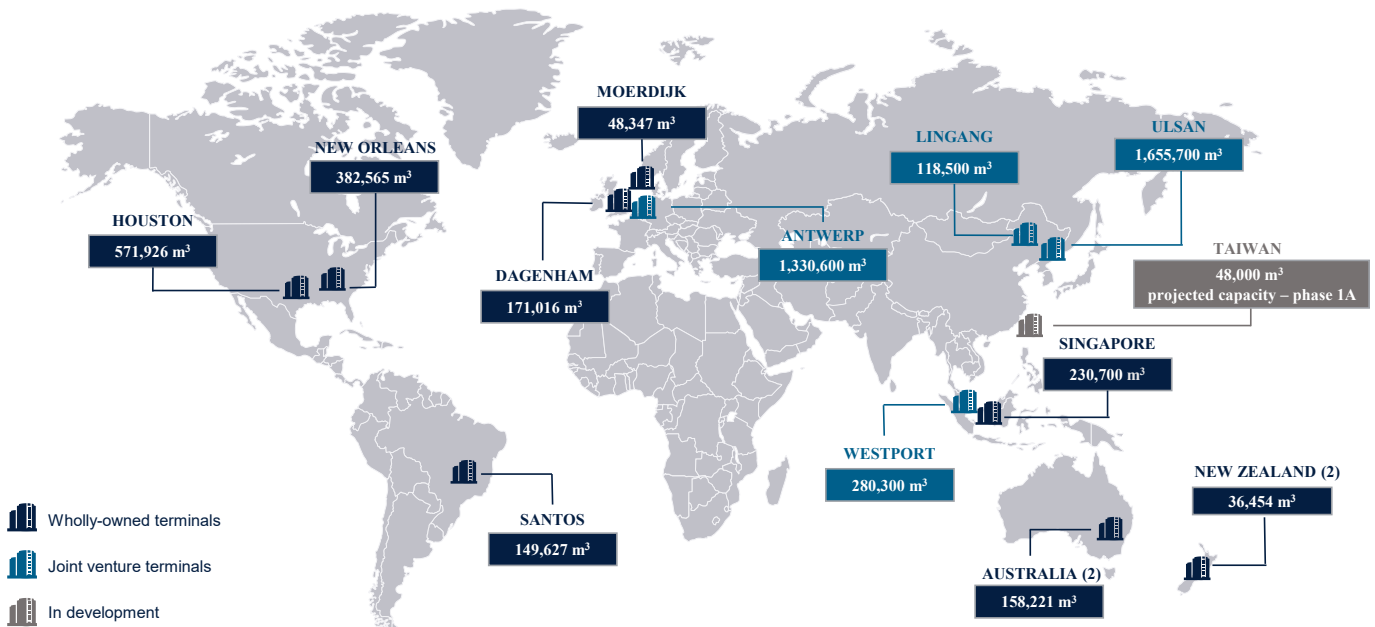 MOERDIJK
48,347 m³
NEW ORLEANS
382,565 m³
HOUSTON
571,926 m³
LINGANG
118,500 m³
ULSAN
1,655,700 m³
ANTWERP
1,330,600 m³
DAGENHAM
171,016 m³
TAIWAN
48,000 m³
projected capacity – phase 1A
SINGAPORE
230,700 m³
WESTPORT
280,300 m³
NEW ZEALAND (2)
36,454 m³
SANTOS
149,627 m³
AUSTRALIA (2)
158,221 m³
Wholly-owned terminals
Joint venture terminals
In development